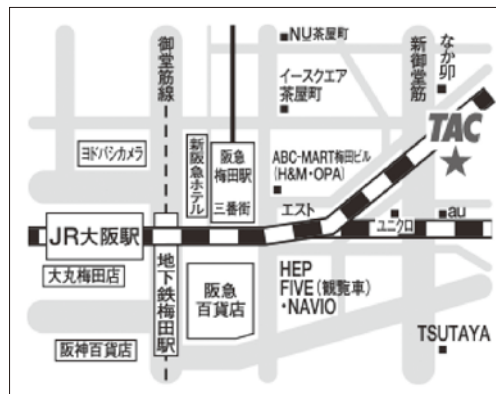 NU茶屋町
イースクエア
茶屋町
御堂筋線
新御堂筋
なか卯
TAC
ヨドバシカメラ
新阪急ホテル
阪急
梅田駅
三番街
ABC-MART梅田ビル
(H&M・OPA)
エスト
ユニクロ
au
JR大阪駅
大丸梅田店
地下鉄梅田駅
阪急
百貨店
HEP
FIVE(観覧車)
・NAVIO
阪神百貨店
TSUTAYA